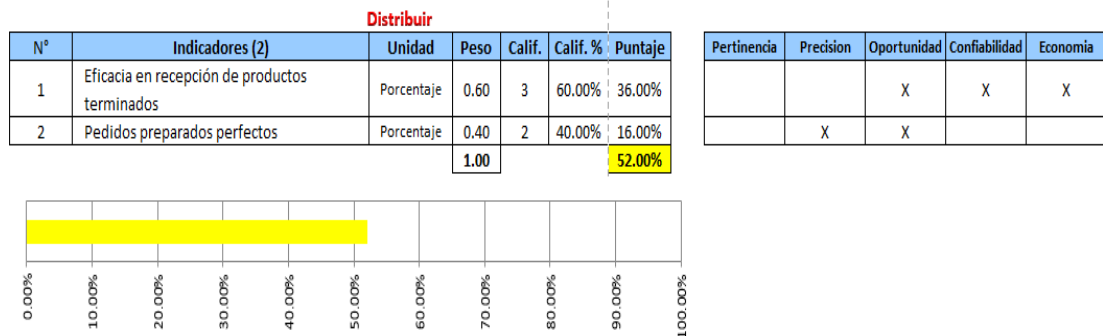 Distribuir
N° Indicadores (2) Unidad Peso Calif. Calif. % Puntaje Pertinencia Precision Oportunidad Confiabilidad Economia
1 Eficacia en recepción de productos terminados Porcentaje 0.60 3 60.00% 36.00% X X X
2 Pedidos preparados perfectos Porcentaje 0.40 2 40.00% 16.00% X X
1.00 52.00%
0.00% 10.00% 20.00% 30.00% 40.00% 50.00% 60.00% 70.00% 80.00% 90.00% 100.00%